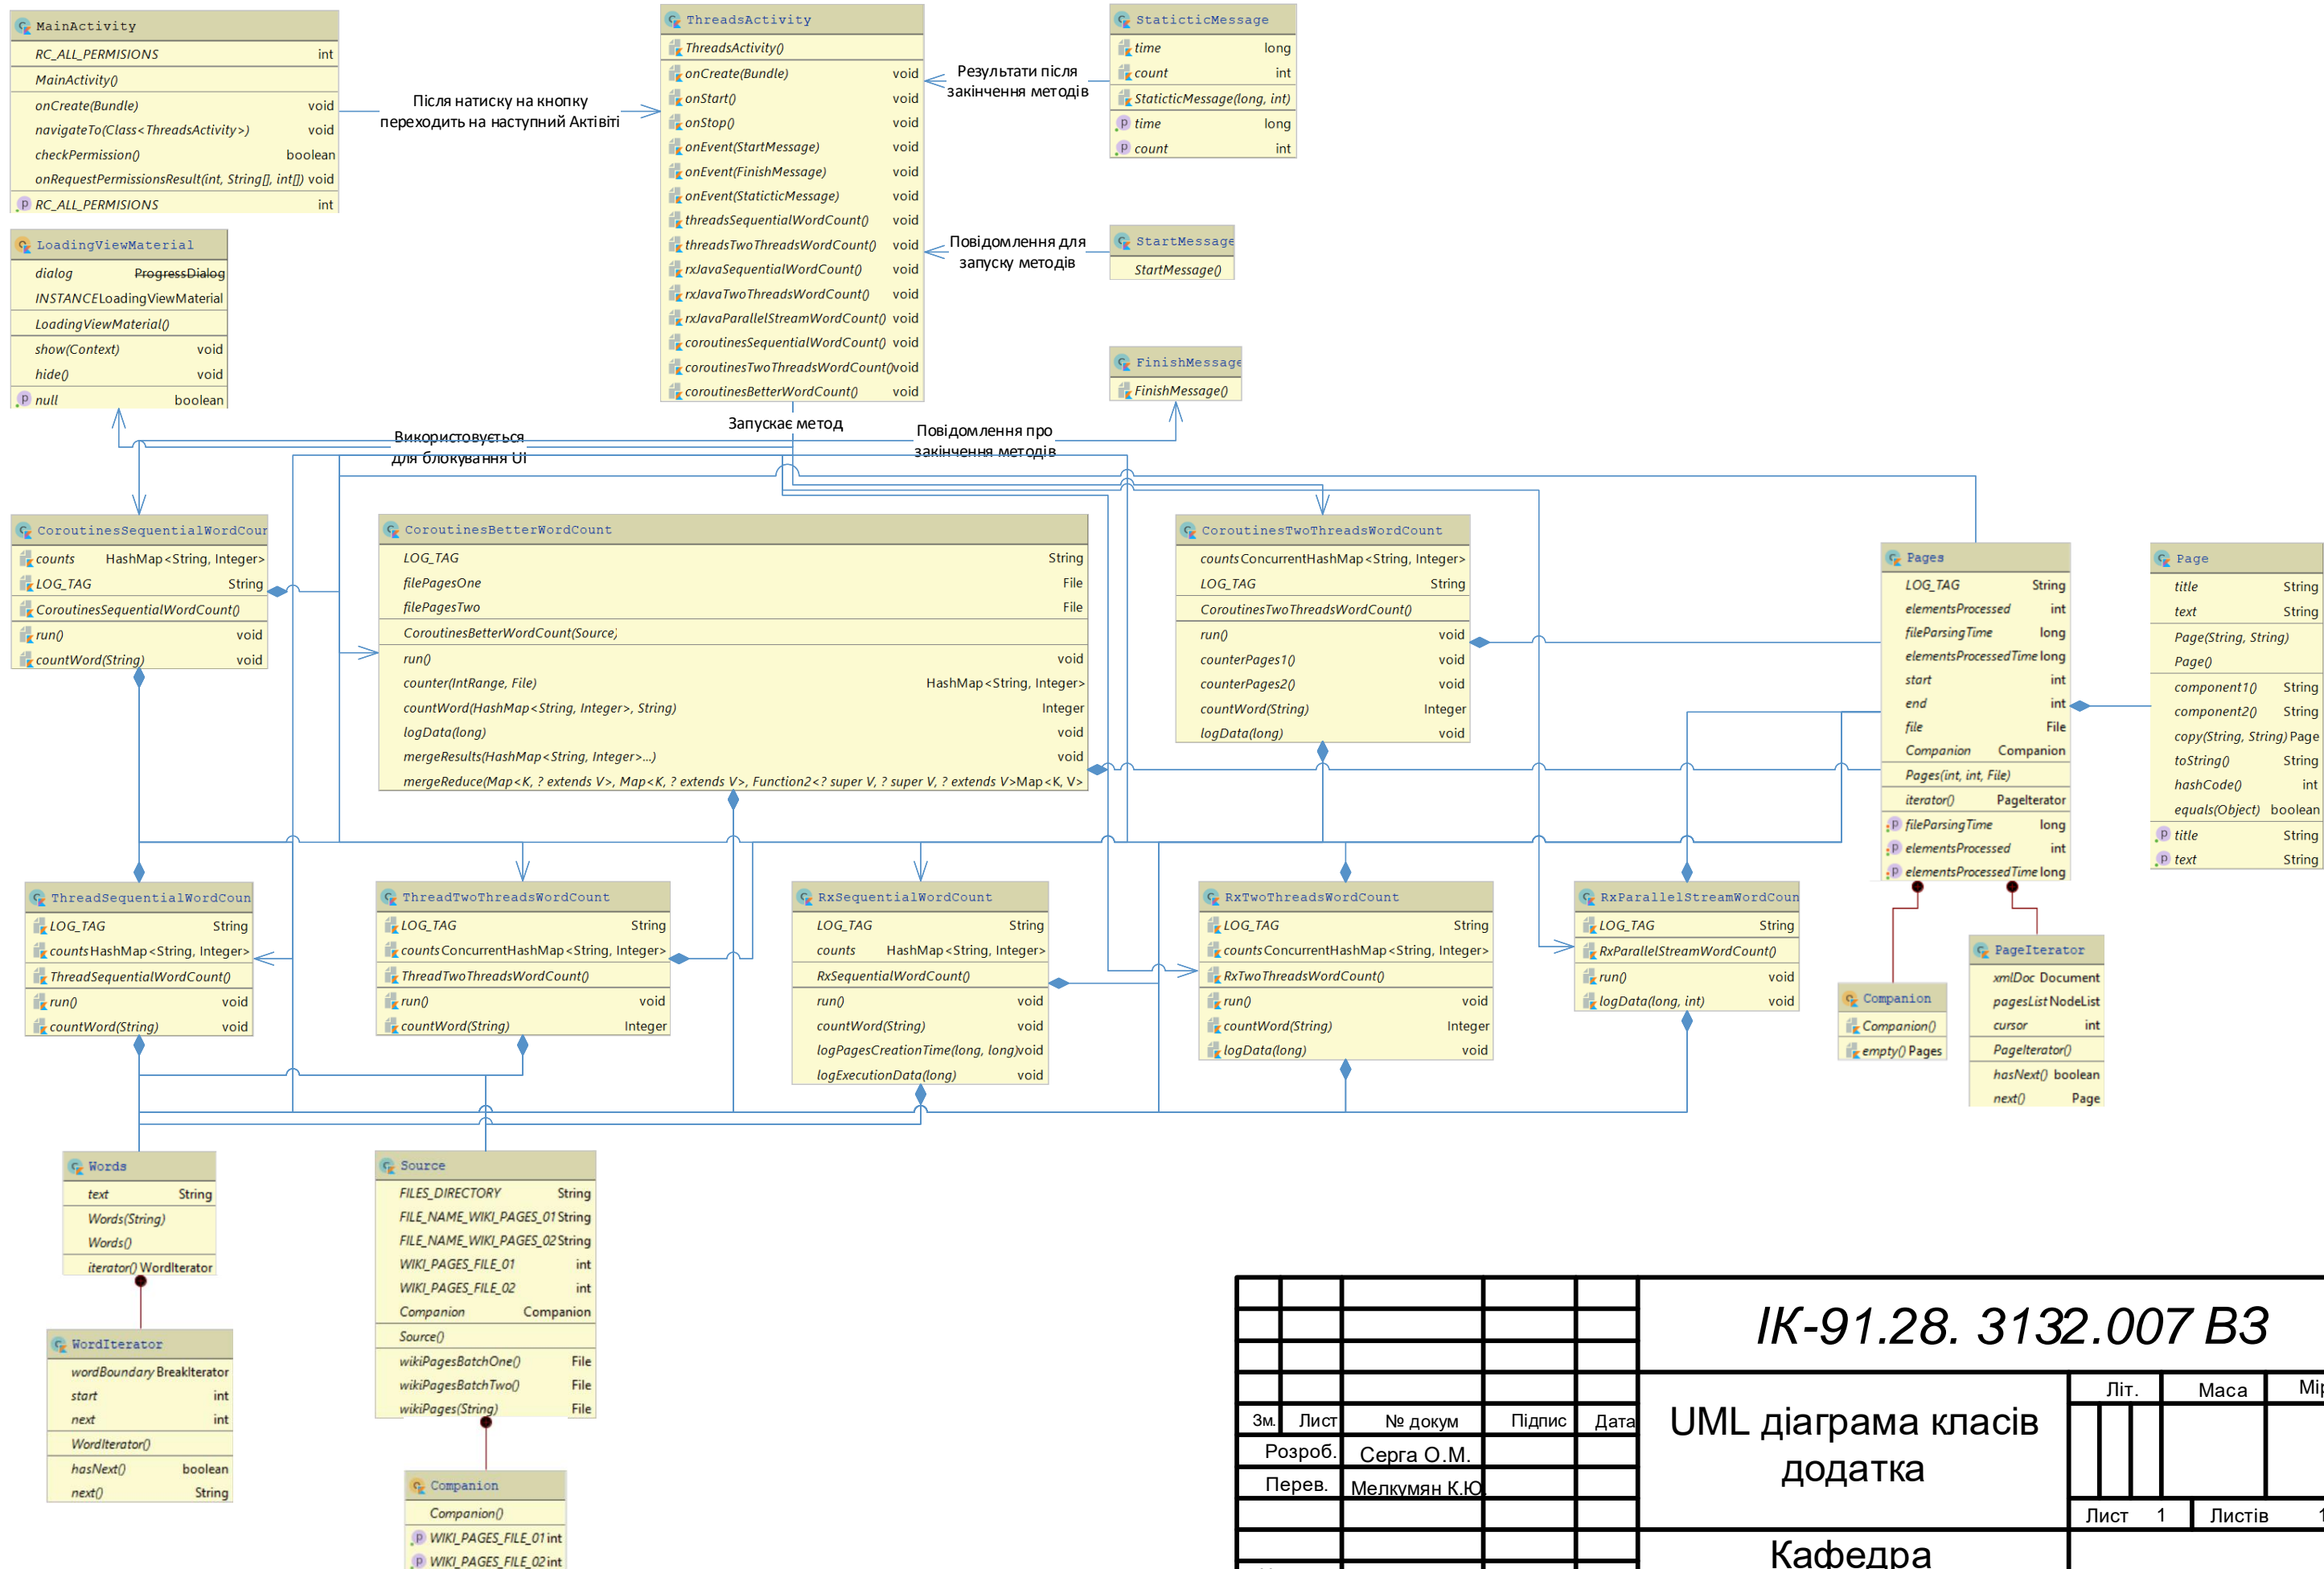 MainActivity
RC_ALL_PERMISIONS int
MainActivity()
onCreate(Bundle) void
navigateTo(Class<ThreadsActivity>) void
checkPermission() boolean
onRequestPermissionsResult(int, String[], int[]) void
RC_ALL_PERMISIONS int
LoadingViewMaterial
dialog ProgressDialog
INSTANCE LoadingViewMaterial
LoadingViewMaterial()
show(Context) void
hide() void
null boolean
Після натиску на кнопку
переходить на наступний Актівіті
ThreadsActivity
ThreadsActivity()
onCreate(Bundle) void
onStart() void
onStop() void
onEvent(StartMessage) void
onEvent(FinishMessage) void
onEvent(StaticticMessage) void
threadsSequentialWordCount() void
threadsTwoThreadsWordCount() void
rxJavaSequentialWordCount() void
rxJavaTwoThreadsWordCount() void
rxJavaParallelStreamWordCount() void
coroutinesSequentialWordCount() void
coroutinesTwoThreadsWordCount() void
coroutinesBetterWordCount() void
Результати після
закінчення методів
StaticticMessage
time long
count int
StaticticMessage(long, int)
time long
count int
Повідомлення для
запуску методів
StartMessage
StartMessage()
FinishMessage
FinishMessage()
Запускає метод
Використовується
для блокування UI
Повідомлення про
закінчення методів
CoroutinesSequentialWordCoun
counts HashMap<String, Integer>
LOG_TAG String
CoroutinesSequentialWordCount()
run() void
countWord(String) void
CoroutinesBetterWordCount
LOG_TAG String
filePagesOne File
filePagesTwo File
CoroutinesBetterWordCount(Source)
run() void
counter(IntRange, File) HashMap<String, Integer>
countWord(HashMap<String, Integer>, String) Integer
logData(long) void
mergeResults(HashMap<String, Integer>...) void
mergeReduce(Map<K, ? extends V>, Map<K, ? extends V>, Function2<? super V, ? super V, ? extends V> Map<K, V>
CoroutinesTwoThreadsWordCount
counts ConcurrentHashMap<String, Integer>
LOG_TAG String
CoroutinesTwoThreadsWordCount()
run() void
counterPages1() void
counterPages2() void
countWord(String) Integer
logData(long) void
Pages
LOG_TAG String
elementsProcessed int
fileParsingTime long
elementsProcessedTime long
start int
end int
file File
Companion Companion
Pages(int, int, File)
iterator() PageIterator
fileParsingTime long
elementsProcessed int
elementsProcessedTime long
Page
title String
text String
Page(String, String)
Page()
component1() String
component2() String
copy(String, String) Page
toString() String
hashCode() int
equals(Object) boolean
title String
text String
ThreadSequentialWordCoun
LOG_TAG String
counts HashMap<String, Integer>
ThreadSequentialWordCount()
run() void
countWord(String) void
ThreadTwoThreadsWordCount
LOG_TAG String
counts ConcurrentHashMap<String, Integer>
ThreadTwoThreadsWordCount()
run() void
countWord(String) Integer
RxSequentialWordCount
LOG_TAG String
counts HashMap<String, Integer>
RxSequentialWordCount()
run() void
countWord(String) void
logPagesCreationTime(long, long) void
logExecutionData(long) void
RxTwoThreadsWordCount
LOG_TAG String
counts ConcurrentHashMap<String, Integer>
RxTwoThreadsWordCount()
run() void
countWord(String) Integer
logData(long) void
RxParallelStreamWordCoun
LOG_TAG String
RxParallelStreamWordCount()
run() void
logData(long, int) void
Companion
Companion()
empty() Pages
PageIterator
xmlDoc Document
pagesList NodeList
cursor int
PageIterator()
hasNext() boolean
next() Page
Words
text String
Words(String)
Words()
iterator() WordIterator
WordIterator
wordBoundary BreakIterator
start int
next int
WordIterator()
hasNext() boolean
next() String
Source
FILES_DIRECTORY String
FILE_NAME_WIKI_PAGES_01 String
FILE_NAME_WIKI_PAGES_02 String
WIKI_PAGES_FILE_01 int
WIKI_PAGES_FILE_02 int
Companion Companion
Source()
wikiPagesBatchOne() File
wikiPagesBatchTwo() File
wikiPages(String) File
Companion
Companion()
WIKI_PAGES_FILE_01 int
WIKI_PAGES_FILE_02 int
ІК-91.28. 3132.007 В3
Зм. Лист № докум Підпис Дата
Розроб. Серга О.М.
Перев. Мелкумян К.Ю.
UML діаграма класів
додатка
Літ. Маса Мір
Лист 1 Листів 1
Кафедра